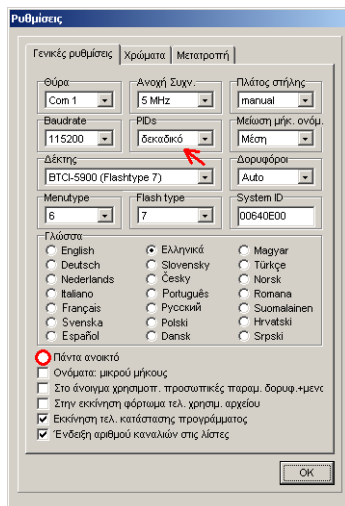 Ρυθμίσεις
Γενικές ρυθμίσεις Χρώματα Μετατροπή
Θύρα Ανοχή Συχν. Πλάτος στήλης
Com 1 5 MHz manual
Baudrate PIDs Μείωση μήκ. ονόμ.
115200 δεκαδικό Μέση
Δέκτης Δορυφόροι
BTCI-5900 (Flashtype 7) Auto
Menutype Flash type System ID
6 7 00640E00
Γλώσσα
English Ελληνικά Magyar
Deutsch Slovensky Türkçe
Nederlands Česky Norsk
Italiano Português Romana
Français Русский Suomalainen
Svenska Polski Hrvatski
Español Dansk Srpski
Πάντα ανοικτό
Ονόματα: μικρού μήκους
Στο άνοιγμα χρησιμοπ. προσωπικές παραμ. δορυφ.+μενο
Στην εκκίνηση φόρτωμα τελ. χρησιμ. αρχείου
Εκκίνηση τελ. κατάστασης προγράμματος
Ένδειξη αριθμού καναλιών στις λίστες
OK